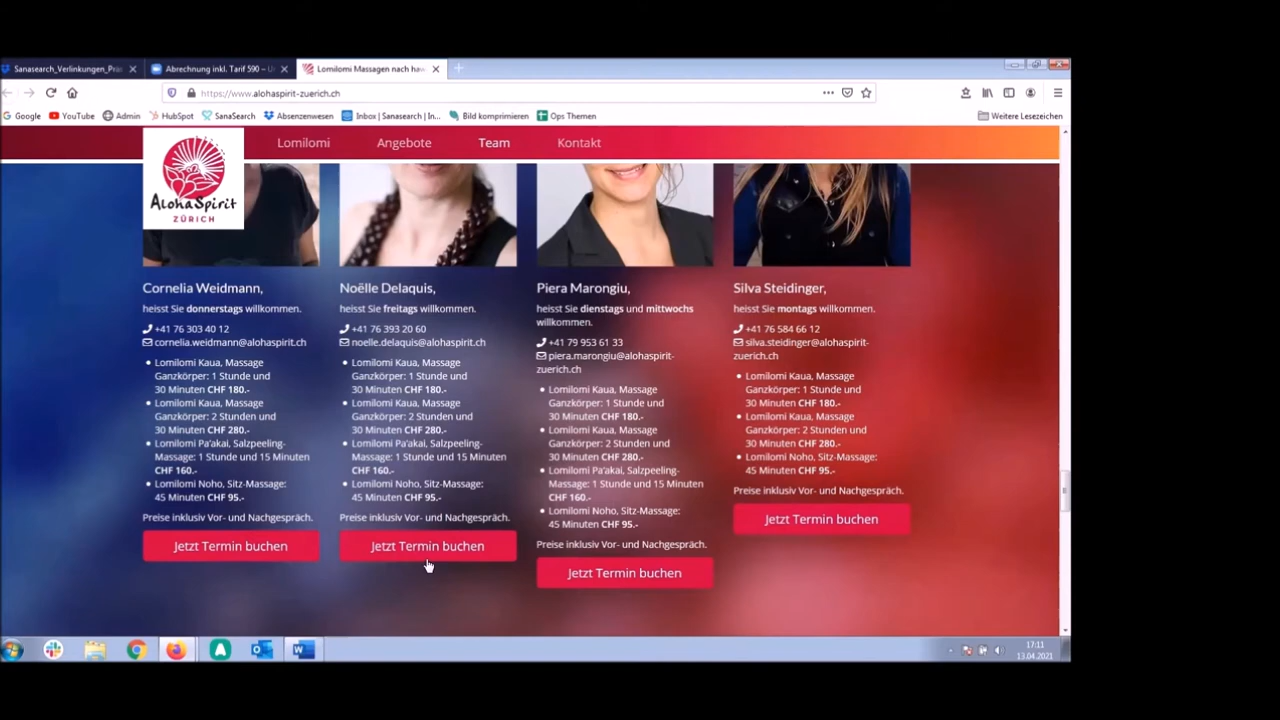 Sanasearch_Verlinkungen_Pra
Abrechnung inkl. Tarif 590 – U
Lomilomi Massagen nach haw
https://www.alohaspirit-zuerich.ch
Google
YouTube
Admin
HubSpot
SanaSearch
Absenzenwesen
Inbox | Sanasearch | In...
Bild komprimieren
Ops Themen
Weitere Lesezeichen
AlohaSpirit
ZÜRICH
Lomilomi
Angebote
Team
Kontakt
Cornelia Weidmann,
heisst Sie donnerstags willkommen.
+41 76 303 40 12
cornelia.weidmann@alohaspirit.ch
Lomilomi Kaua, Massage
Ganzkörper: 1 Stunde und
30 Minuten CHF 180.-
Lomilomi Kaua, Massage
Ganzkörper: 2 Stunden und
30 Minuten CHF 280.-
Lomilomi Pa'akai, Salzpeeling-
Massage: 1 Stunde und 15 Minuten
CHF 160.-
Lomilomi Noho, Sitz-Massage:
45 Minuten CHF 95.-
Preise inklusiv Vor- und Nachgespräch.
Jetzt Termin buchen
Noëlle Delaquis,
heisst Sie freitags willkommen.
+41 76 393 20 60
noelle.delaquis@alohaspirit.ch
Lomilomi Kaua, Massage
Ganzkörper: 1 Stunde und
30 Minuten CHF 180.-
Lomilomi Kaua, Massage
Ganzkörper: 2 Stunden und
30 Minuten CHF 280.-
Lomilomi Pa'akai, Salzpeeling-
Massage: 1 Stunde und 15 Minuten
CHF 160.-
Lomilomi Noho, Sitz-Massage:
45 Minuten CHF 95.-
Preise inklusiv Vor- und Nachgespräch.
Jetzt Termin buchen
Piera Marongiu,
heisst Sie dienstags und mittwochs
willkommen.
+41 79 953 61 33
piera.marongiu@alohaspirit-
zuerich.ch
Lomilomi Kaua, Massage
Ganzkörper: 1 Stunde und
30 Minuten CHF 180.-
Lomilomi Kaua, Massage
Ganzkörper: 2 Stunden und
30 Minuten CHF 280.-
Lomilomi Pa'akai, Salzpeeling-
Massage: 1 Stunde und 15 Minuten
CHF 160.-
Lomilomi Noho, Sitz-Massage:
45 Minuten CHF 95.-
Preise inklusiv Vor- und Nachgespräch.
Jetzt Termin buchen
Silva Steidinger,
heisst Sie montags willkommen.
+41 76 584 66 12
silva.steidinger@alohaspirit-
zuerich.ch
Lomilomi Kaua, Massage
Ganzkörper: 1 Stunde und
30 Minuten CHF 180.-
Lomilomi Kaua, Massage
Ganzkörper: 2 Stunden und
30 Minuten CHF 280.-
Lomilomi Noho, Sitz-Massage:
45 Minuten CHF 95.-
Preise inklusiv Vor- und Nachgespräch.
Jetzt Termin buchen
17:11
13.04.2021